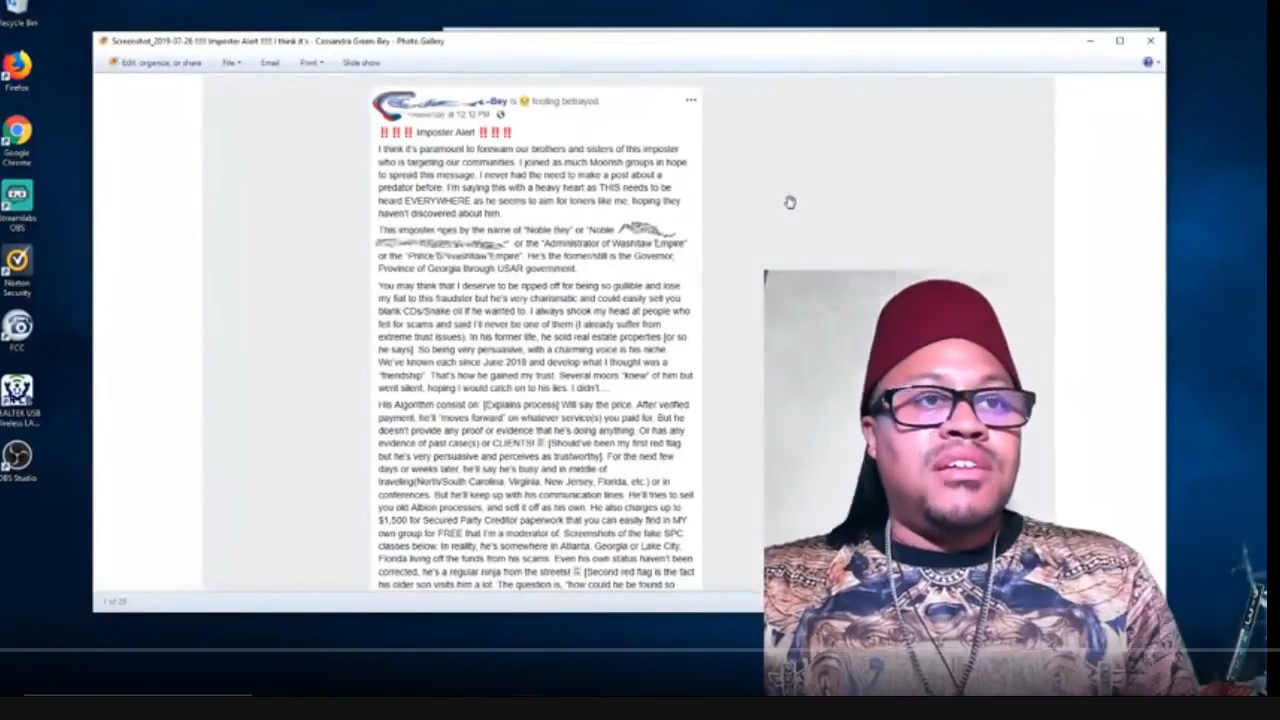 Recycle Bin
Firefox
Google
Chrome
Streamlabs
OBS
Norton
Security
FCC
REALTEK USB
Wireless LA...
OBS Studio
Screenshot_2019-07-26 !!!! Imposter Alert !!!! I think it's - Cassandra Green Bey - Photo Gallery
Edit, organize, or share File Email Print Slide show
-Bey is feeling betrayed.
at 12:12 PM
!! !! !! Imposter Alert !! !! !!
I think it's paramount to forewarn our brothers and sisters of this imposter
who is targeting our communities. I joined as much Moorish groups in hope
to spread this message. I never had the need to make a post about a
predator before. I'm saying this with a heavy heart as THIS needs to be
heard EVERYWHERE as he seems to aim for loners like me, hoping they
haven't discovered about him.
This imposter goes by the name of "Noble Bey" or "Noble
or the "Administrator of Washitaw Empire"
or the "Prince Washitaw Empire". He's the former/still is the Governor,
Province of Georgia through USAR government.
You may think that I deserve to be ripped off for being so gullible and lose
my fiat to this fraudster but he's very charismatic and could easily sell you
blank CDs/Snake oil if he wanted to. I always shook my head at people who
fell for scams and said I'll never be one of them (I already suffer from
extreme trust issues). In his former life, he sold real estate properties [or so
he says]. So being very persuasive, with a charming voice is his niche.
We've known each since June 2018 and develop what I thought was a
"friendship". That's how he gained my trust. Several moors "knew" of him but
went silent, hoping I would catch on to his lies. I didn't....
His Algorithm consist on: [Explains process] Will say the price. After verified
payment, he'll "moves forward" on whatever service(s) you paid for. But he
doesn't provide any proof or evidence that he's doing anything. Or has any
evidence of past case(s) or CLIENTS! [Should've been my first red flag
but he's very persuasive and perceives as trustworthy]. For the next few
days or weeks later, he'll say he's busy and in middle of
traveling(North/South Carolina, Virginia, New Jersey, Florida, etc.) or in
conferences. But he'll keep up with his communication lines. He'll tries to sell
you old Albion processes, and sell it off as his own. He also charges up to
$1,500 for Secured Party Creditor paperwork that you can easily find in MY
own group for FREE that I'm a moderator of. Screenshots of the fake SPC
classes below. In reality, he's somewhere in Atlanta, Georgia or Lake City,
Florida living off the funds from his scams. Even his own status haven't been
corrected, he's a regular ninja from the streets! [Second red flag is the fact
his older son visits him a lot. The question is, "how could he be found so
1 of 29